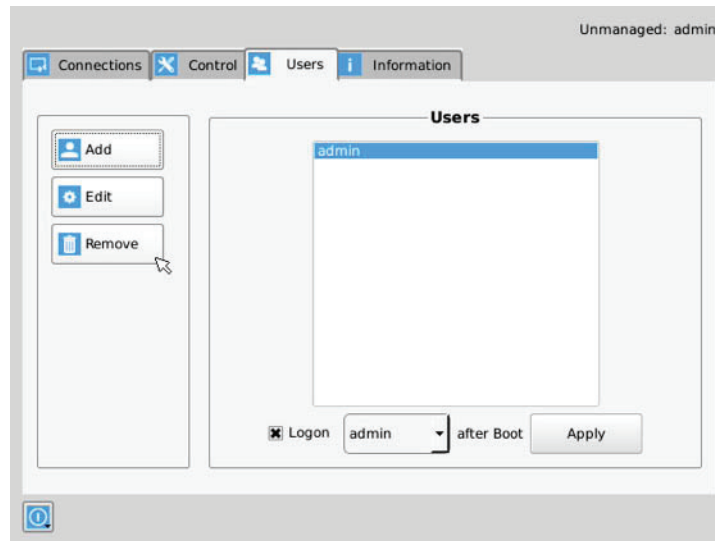 Unmanaged: admin
Connections Control Users Information
Users
Add
Edit
Remove
admin
Logon admin after Boot Apply